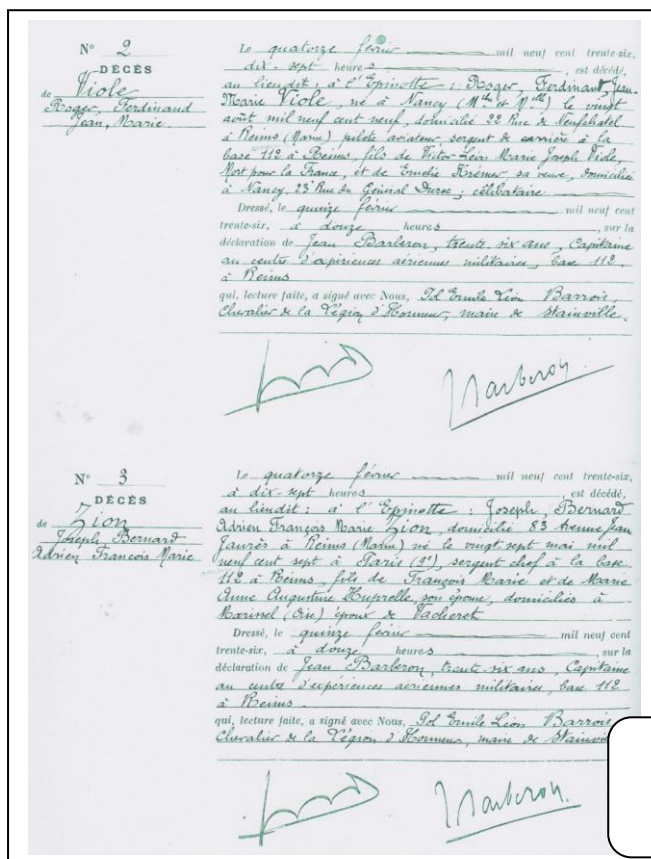 N° 2
DÉCÈS
de Viole
Roger, Ferdinand
Jean, Marie
Le quatorze février mil neuf cent trente-six,
dix-sept heures, est décédé,
au lieudit : à l'Epinotte : Roger, Ferdinand, Jean
Marie Viole, né à Nancy (Mthe et Mlle) le vingt
août mil neuf cent neuf, domicilié 22 Rue de Neufchatel
à Reims (Marne) pilote aviateur sergent de carrière à la
base 112 à Reims, fils de Victor Léon Marie Joseph Viole,
Mort pour la France, et de Emélie Krémer sa veuve, domiciliée
à Nancy, 23 Rue du Général Duroc ; célibataire
Dressé, le quinze février mil neuf cent
trente-six, à douze heures, sur la
déclaration de Jean Barberon, trente six ans, Capitaine
au centre d'expériences aériennes militaires, base 112
à Reims
qui, lecture faite, a signé avec Nous, Emile Léon Barrois,
Chevalier de la Légion d'Honneur, maire de Stainville.
Barberon
N° 3
DÉCÈS
de Zion
Joseph Bernard
Adrien François Marie
Le quatorze février mil neuf cent trente-six,
à dix-sept heures, est décédé,
au lieudit : à l'Epinotte : Joseph, Bernard
Adrien François Marie Zion, domicilié 83 Avenue Jean
Jaurès à Reims (Marne) né le vingt-sept mai mil
neuf cent sept à Paris, sergent chef à la base
112 à Reims, fils de François Marie et de Marie
Anne Augustine Huprelle, son épouse, domiciliés à
(Oise) époux de Vacheret
Dressé, le quinze février mil neuf cent
trente-six, à douze heures, sur la
déclaration de Jean Barberon, trente-six ans, Capitaine
au centre d'expériences aériennes militaires, base 112
à Reims
qui, lecture faite, a signé avec Nous, Emile Léon Barrois
Chevalier de la Légion d'Honneur, maire de Stainvill
Barberon